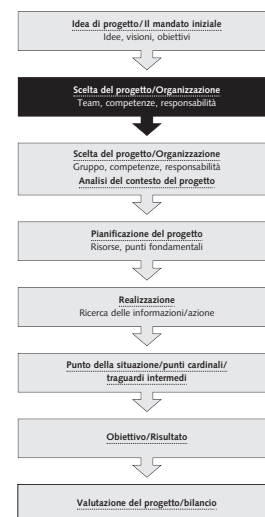 Idea di progetto/Il mandato iniziale
Idee, visioni, obiettivi
Scelta del progetto/Organizzazione
Team, competenze, responsabilità
Scelta del progetto/Organizzazione
Gruppo, competenze, responsabilità
Analisi del contesto del progetto
Pianificazione del progetto
Risorse, punti fondamentali
Realizzazione
Ricerca delle informazioni/azione
Punto della situazione/punti cardinali/
traguardi intermedi
Obiettivo/Risultato
Valutazione del progetto/bilancio